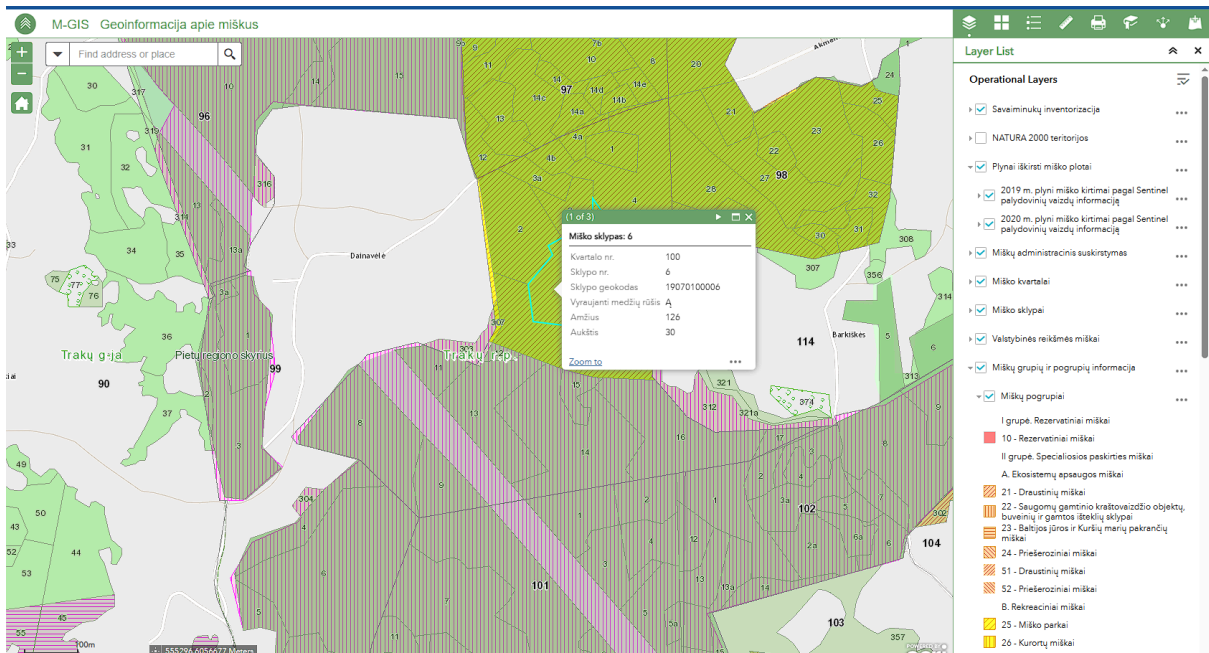 M-GIS Geoinformacija apie miškus
Find address or place
Layer List
Operational Layers
Savaiminukų inventorizacija
NATURA 2000 teritorijos
Plynai iškirsti miško plotai
2019 m. plyni miško kirtimai pagal Sentinel
palydovinių vaizdų informaciją
2020 m. plyni miško kirtimai pagal Sentinel
palydovinių vaizdų informaciją
Miškų administracinis suskirstymas
Miško kvartalai
Miško sklypai
Valstybinės reikšmės miškai
Miškų grupių ir pogrupių informacija
Miškų pogrupiai
I grupė. Rezervatiniai miškai
10 - Rezervatiniai miškai
II grupė. Specialiosios paskirties miškai
A. Ekosistemų apsaugos miškai
21 - Draustinių miškai
22 - Saugomų gamtinio kraštovaizdžio objektų,
buveinių ir gamtos išteklių sklypai
23 - Baltijos jūros ir Kuršių marių pakrančių
miškai
24 - Priešeroziniai miškai
51 - Draustinių miškai
52 - Priešeroziniai miškai
B. Rekreaciniai miškai
25 - Miško parkai
26 - Kurortų miškai
(1 of 3)
Miško sklypas: 6
Kvartalo nr. 100
Sklypo nr. 6
Sklypo geokodas 19070100006
Vyraujanti medžių rūšis Ą
Amžius 126
Aukštis 30
Zoom to
96
97
98
Dainavėlė
Barkiškės
114
Trakų g-ja
Pietų regiono skyrius
Trakų r.p.
90
99
101
102
103
104
100m
555296 6056677 Meters